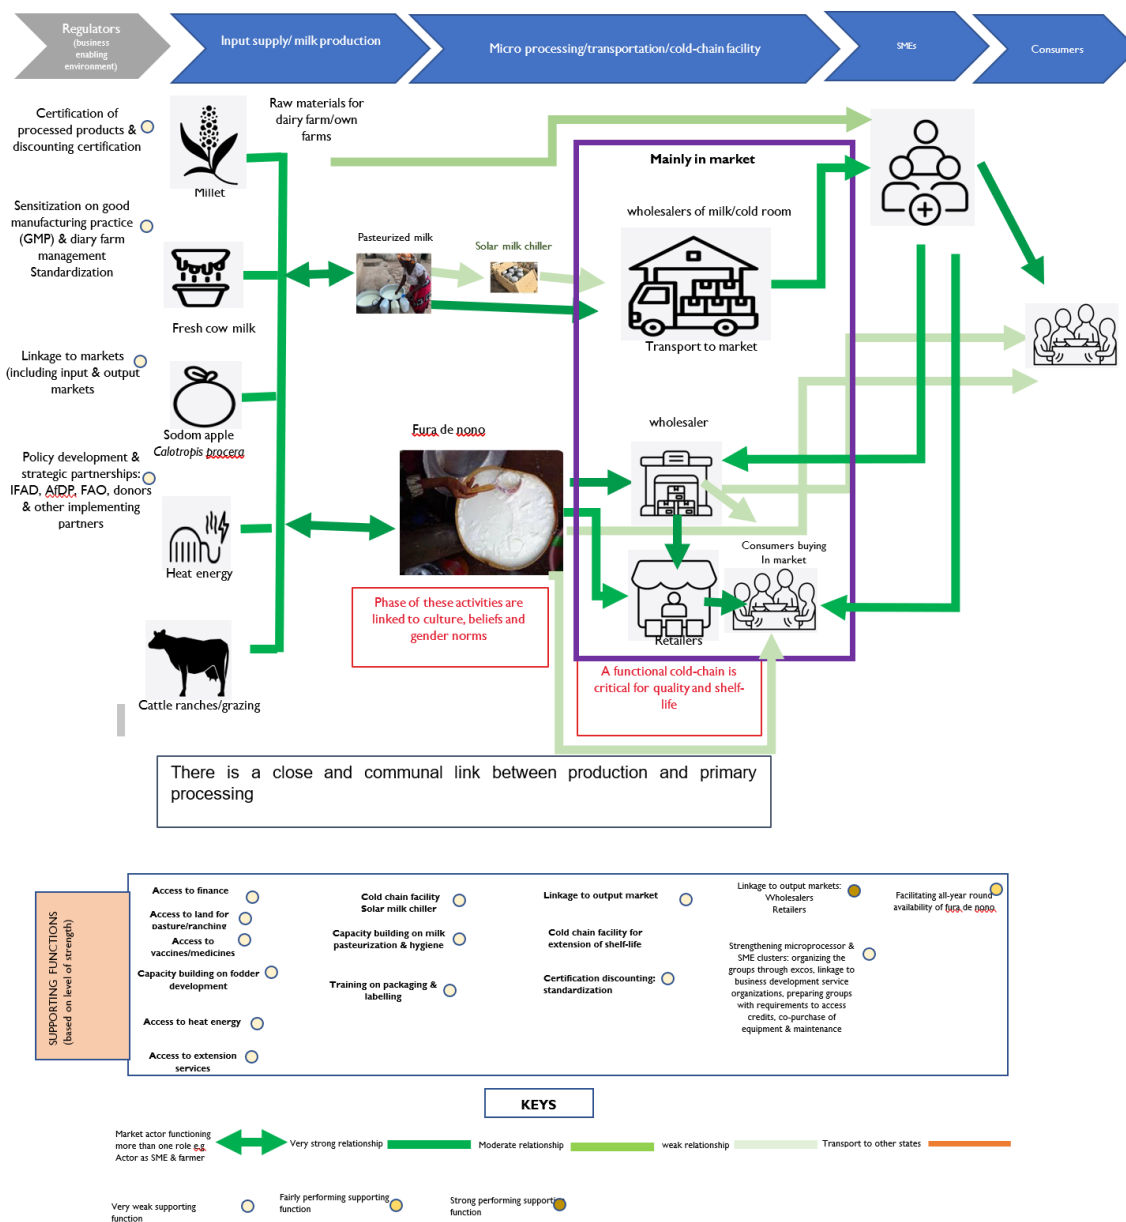 Regulators
(business
enabling
environment)
Input supply/ milk production
Micro processing/transportation/cold-chain facility
SMEs
Consumers
Certification of
processed products &
discounting certification
Sensitization on good
manufacturing practice
(GMP) & diary farm
management
Standardization
Linkage to markets
(including input & output
markets
Policy development &
strategic partnerships:
IFAD, AfDP, FAO, donors
& other implementing
partners
Raw materials for
dairy farm/own
farms
Millet
Fresh cow milk
Sodom apple
Calotropis procera
Heat energy
Cattle ranches/grazing
Pasteurized milk
Solar milk chiller
Fura de nono
Phase of these activities are
linked to culture, beliefs and
gender norms
Mainly in market
wholesalers of milk/cold room
Transport to market
wholesaler
Consumers buying
In market
Retailers
A functional cold-chain is
critical for quality and shelf-
life
There is a close and communal link between production and primary
processing
SUPPORTING FUNCTIONS
(based on level of strength)
Access to finance
Access to land for
pasture/ranching
Access to
vaccines/medicines
Capacity building on fodder
development
Access to heat energy
Access to extension
services
Cold chain facility
Solar milk chiller
Capacity building on milk
pasteurization & hygiene
Training on packaging &
labelling
Linkage to output market
Cold chain facility for
extension of shelf-life
Certification discounting:
standardization
Linkage to output markets:
Wholesalers
Retailers
Strengthening microprocessor &
SME clusters: organizing the
groups through excos, linkage to
business development service
organizations, preparing groups
with requirements to access
credits, co-purchase of
equipment & maintenance
Facilitating all-year round
availability of fura de nono
KEYS
Market actor functioning
more than one role e.g.
Actor as SME & farmer
Very strong relationship
Moderate relationship
weak relationship
Transport to other states
Very weak supporting
function
Fairly performing supporting
function
Strong performing supporting
function